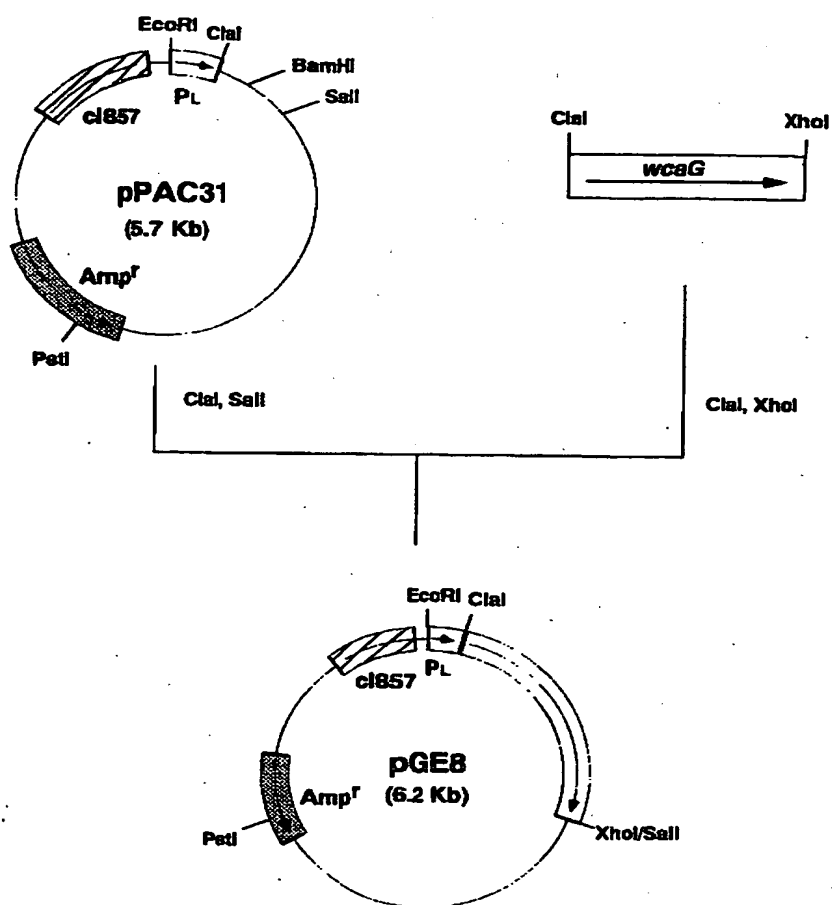 EcoRI ClaI
BamHI
SalI
PL
cI857
pPAC31
(5.7 Kb)
Ampr
PstI
ClaI
XhoI
wcaG
ClaI, SalI
ClaI, XhoI
EcoRI ClaI
PL
cI857
pGE8
(6.2 Kb)
Ampr
PstI
XhoI/SalI